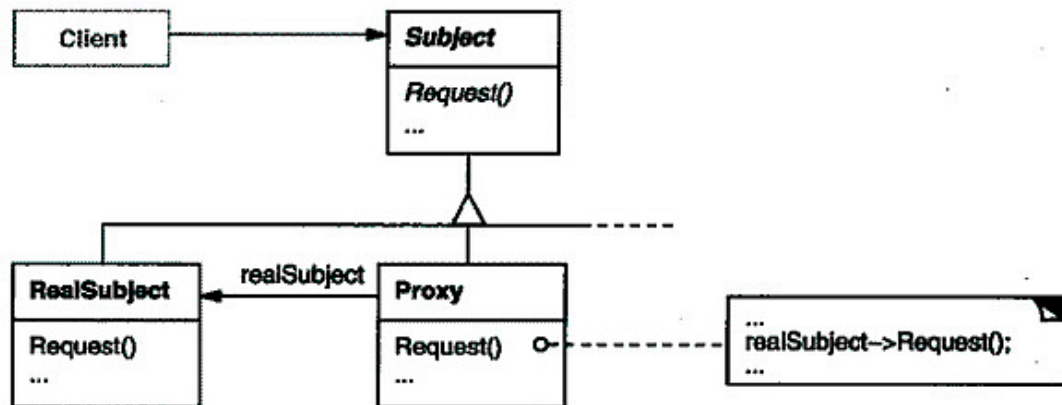 Client
Subject
Request()
...
realSubject
RealSubject
Request()
...
Proxy
Request()
...
...
realSubject->Request();
...